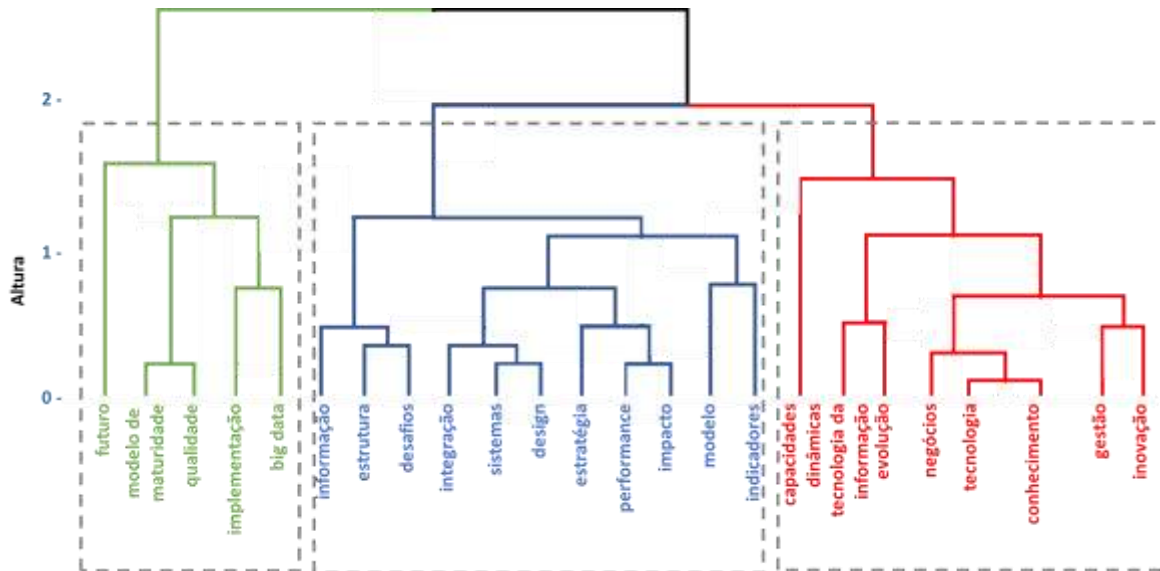 2 -
1 -
Altura
0 -
futuro
modelo de
maturidade
qualidade
implementação
big data
informação
estrutura
desafios
integração
sistemas
design
estratégia
performance
impacto
modelo
indicadores
capacidades
dinâmicas
tecnologia da
informação
evolução
negócios
tecnologia
conhecimento
gestão
inovação